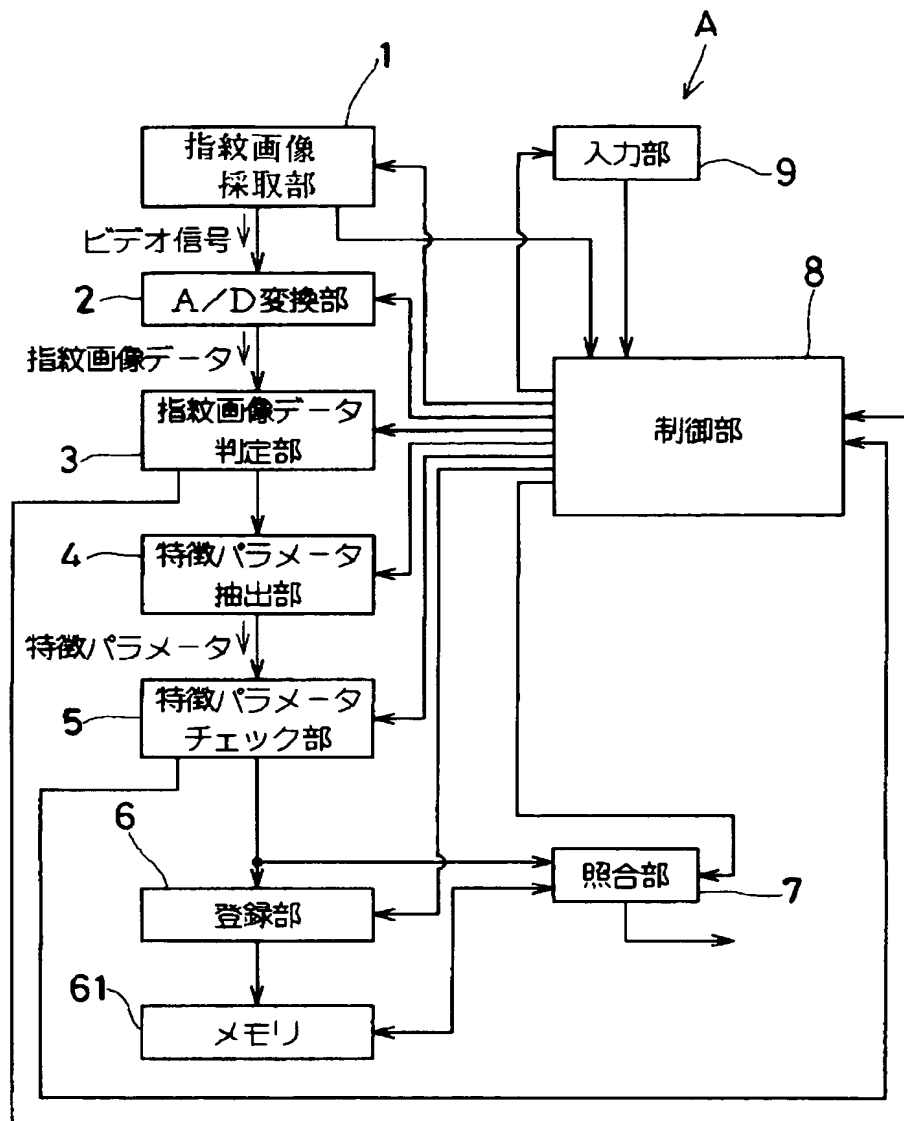 A
1
指紋画像
採取部
入力部
9
ビデオ信号
2
A/D変換部
8
指紋画像データ
指紋画像データ
判定部
3
制御部
4
特徴パラメータ
抽出部
特徴パラメータ
5
特徴パラメータ
チェック部
6
照合部
7
登録部
61
メモリ